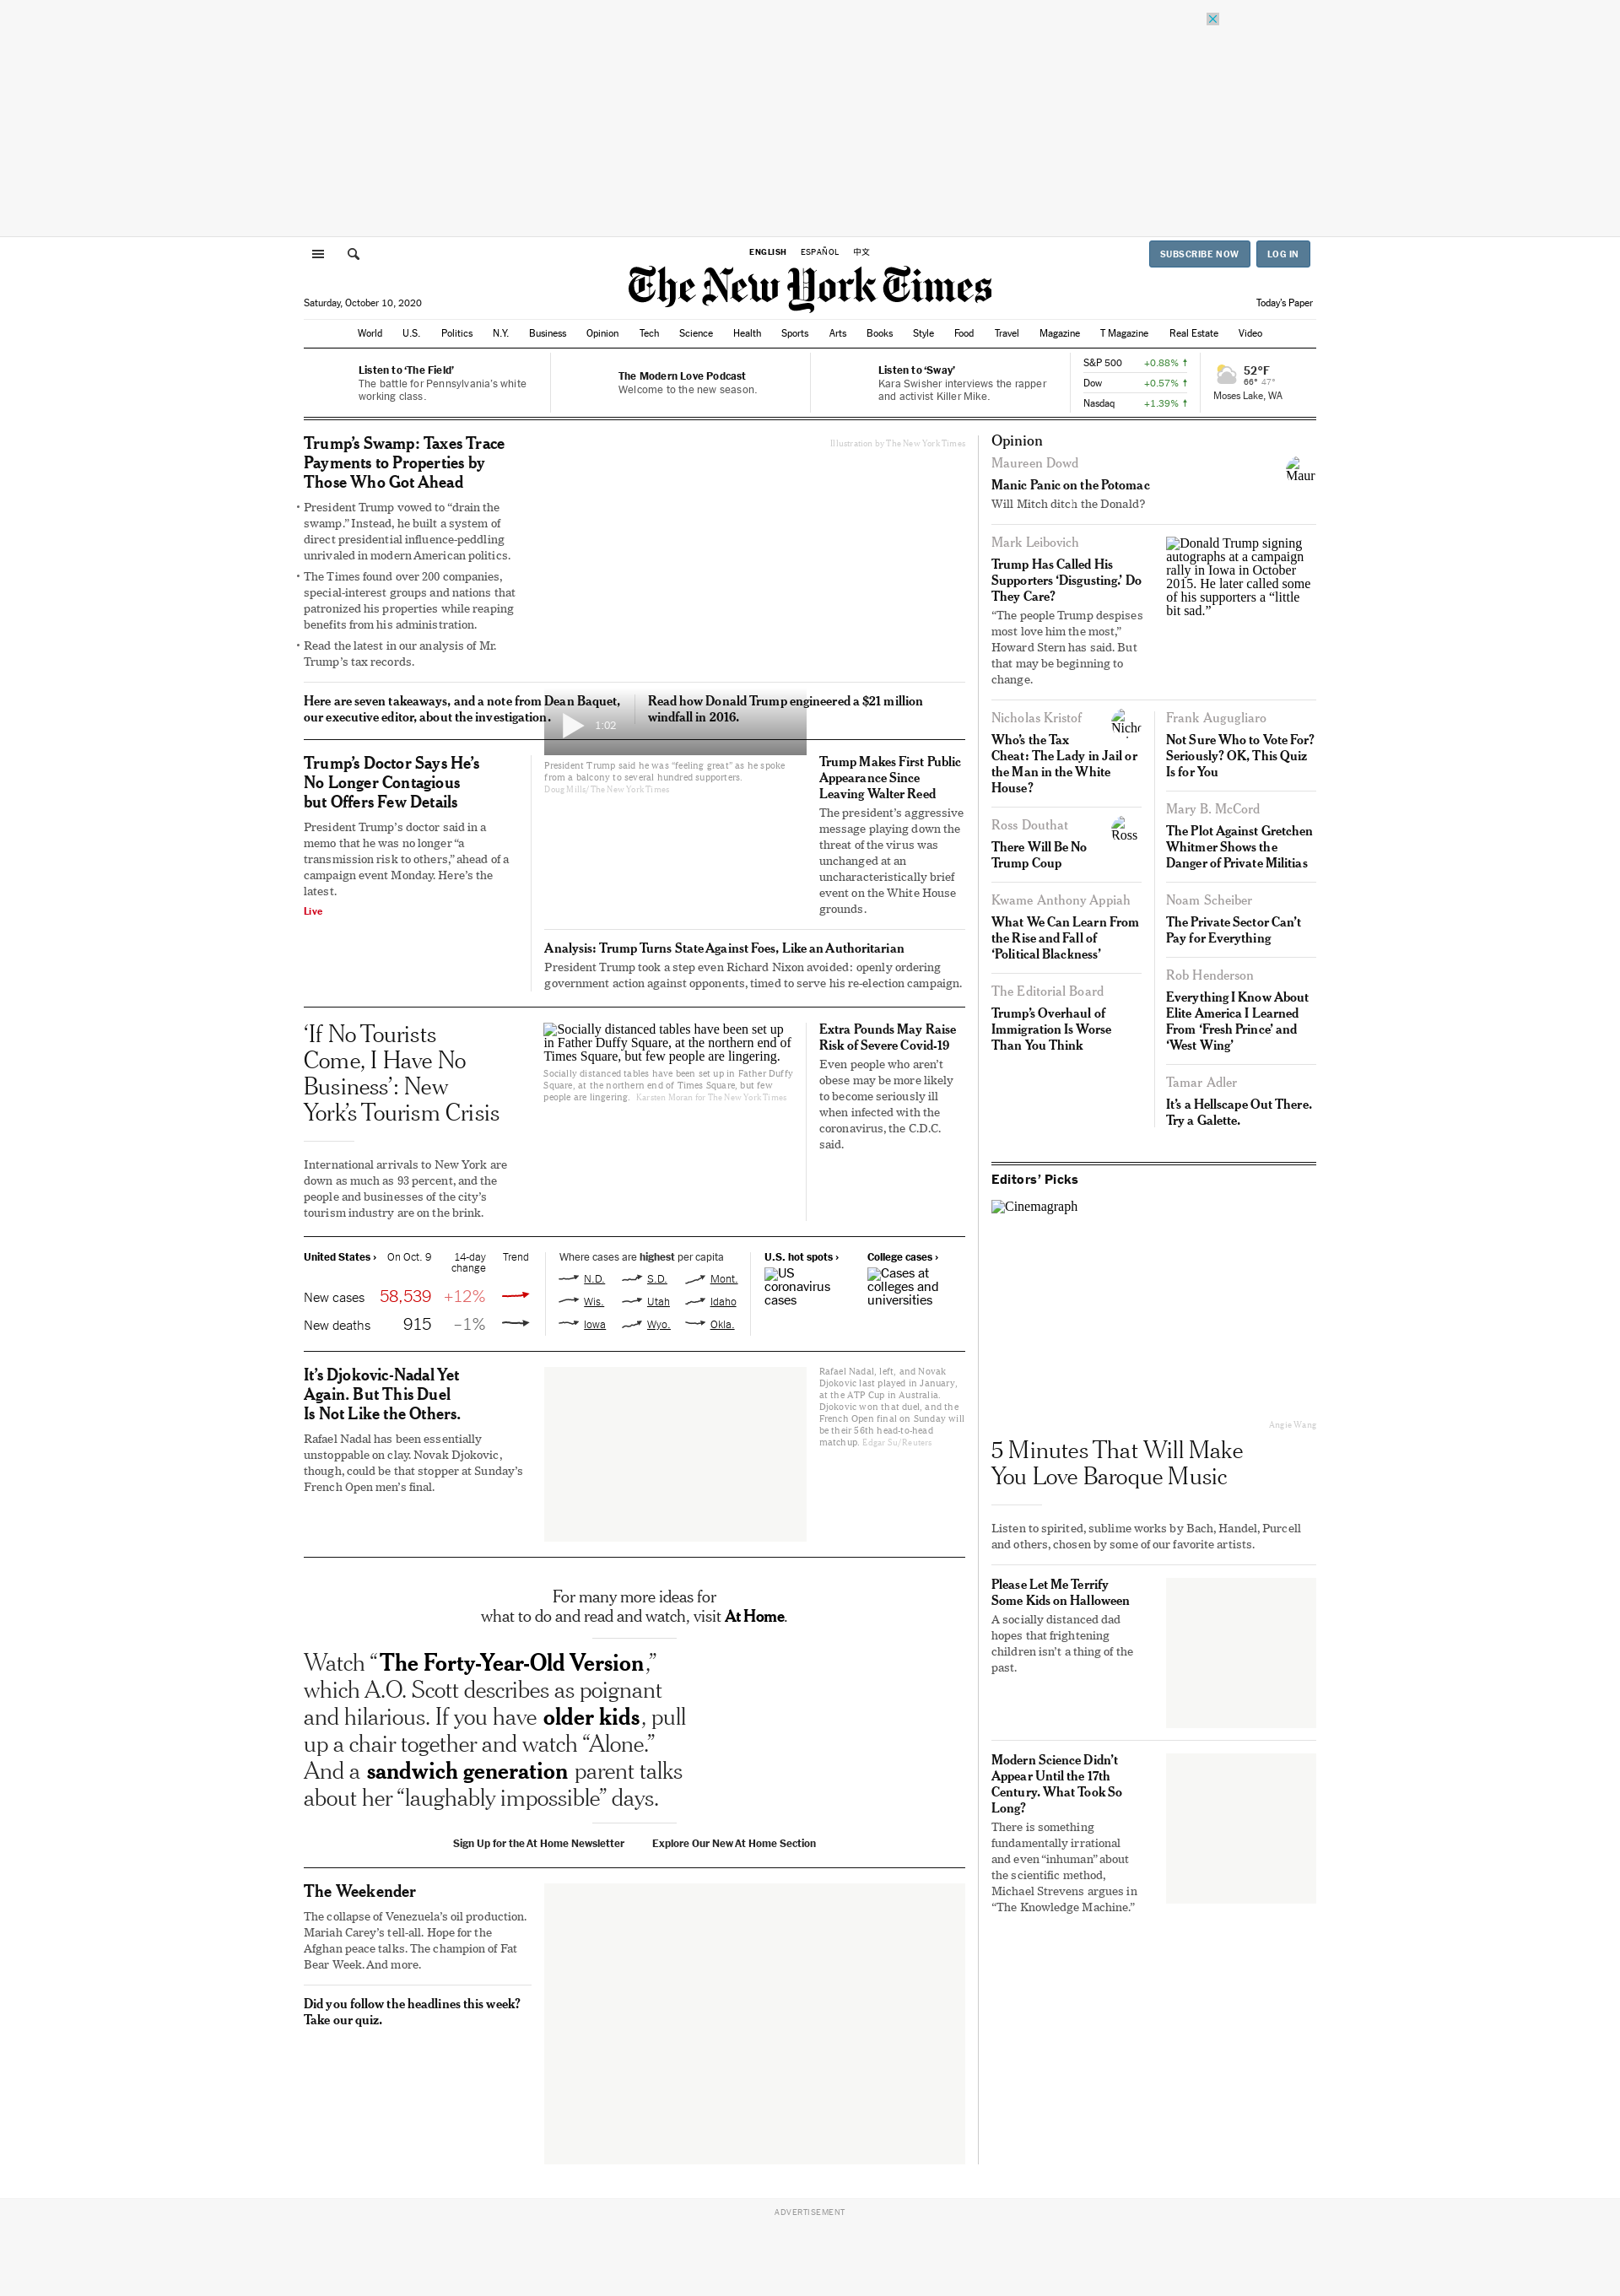 ENGLISH ESPAÑOL 中文
SUBSCRIBE NOW LOG IN
The New York Times
Saturday, October 10, 2020
Today's Paper
World U.S. Politics N.Y. Business Opinion Tech Science Health Sports Arts Books Style Food Travel Magazine T Magazine Real Estate Video
Listen to ‘The Field’
The battle for Pennsylvania's white
working class.
The Modern Love Podcast
Welcome to the new season.
Listen to ‘Sway’
Kara Swisher interviews the rapper
and activist Killer Mike.
S&P 500 +0.88%
Dow +0.57%
Nasdaq +1.39%
52°F
66° 47°
Moses Lake, WA
Trump’s Swamp: Taxes Trace
Payments to Properties by
Those Who Got Ahead
• President Trump vowed to “drain the
swamp.” Instead, he built a system of
direct presidential influence-peddling
unrivaled in modern American politics.
• The Times found over 200 companies,
special-interest groups and nations that
patronized his properties while reaping
benefits from his administration.
• Read the latest in our analysis of Mr.
Trump’s tax records.
Illustration by The New York Times
Here are seven takeaways, and a note from Dean Baquet,
our executive editor, about the investigation.
Read how Donald Trump engineered a $21 million
windfall in 2016.
1:02
Trump’s Doctor Says He’s
No Longer Contagious
but Offers Few Details
President Trump’s doctor said in a
memo that he was no longer “a
transmission risk to others,” ahead of a
campaign event Monday. Here’s the
latest.
Live
President Trump said he was “feeling great” as he spoke
from a balcony to several hundred supporters.
Doug Mills/The New York Times
Trump Makes First Public
Appearance Since
Leaving Walter Reed
The president’s aggressive
message playing down the
threat of the virus was
unchanged at an
uncharacteristically brief
event on the White House
grounds.
Analysis: Trump Turns State Against Foes, Like an Authoritarian
President Trump took a step even Richard Nixon avoided: openly ordering
government action against opponents, timed to serve his re-election campaign.
‘If No Tourists
Come, I Have No
Business’: New
York’s Tourism Crisis
International arrivals to New York are
down as much as 93 percent, and the
people and businesses of the city’s
tourism industry are on the brink.
Socially distanced tables have been set up
in Father Duffy Square, at the northern end of
Times Square, but few people are lingering.
Socially distanced tables have been set up in Father Duffy
Square, at the northern end of Times Square, but few
people are lingering. Karsten Moran for The New York Times
Extra Pounds May Raise
Risk of Severe Covid-19
Even people who aren’t
obese may be more likely
to become seriously ill
when infected with the
coronavirus, the C.D.C.
said.
United States › On Oct. 9 14-day
change Trend
New cases 58,539 +12%
New deaths 915 –1%
Where cases are highest per capita
N.D. S.D. Mont.
Wis. Utah Idaho
Iowa Wyo. Okla.
U.S. hot spots ›
US
coronavirus
cases
College cases ›
Cases at
colleges and
universities
It’s Djokovic-Nadal Yet
Again. But This Duel
Is Not Like the Others.
Rafael Nadal has been essentially
unstoppable on clay. Novak Djokovic,
though, could be that stopper at Sunday’s
French Open men’s final.
Rafael Nadal, left, and Novak
Djokovic last played in January,
at the ATP Cup in Australia.
Djokovic won that duel, and the
French Open final on Sunday will
be their 56th head-to-head
matchup. Edgar Su/Reuters
For many more ideas for
what to do and read and watch, visit At Home.
Watch “The Forty-Year-Old Version,”
which A.O. Scott describes as poignant
and hilarious. If you have older kids, pull
up a chair together and watch “Alone.”
And a sandwich generation parent talks
about her “laughably impossible” days.
Sign Up for the At Home Newsletter Explore Our New At Home Section
The Weekender
The collapse of Venezuela’s oil production.
Mariah Carey’s tell-all. Hope for the
Afghan peace talks. The champion of Fat
Bear Week. And more.
Did you follow the headlines this week?
Take our quiz.
Opinion
Maureen Dowd
Manic Panic on the Potomac
Will Mitch ditch the Donald?
Maur
Mark Leibovich
Trump Has Called His
Supporters ‘Disgusting.’ Do
They Care?
“The people Trump despises
most love him the most,”
Howard Stern has said. But
that may be beginning to
change.
Donald Trump signing
autographs at a campaign
rally in Iowa in October
2015. He later called some
of his supporters a “little
bit sad.”
Nicholas Kristof
Who’s the Tax
Cheat: The Lady in Jail or
the Man in the White
House?
Ross Douthat
There Will Be No
Trump Coup
Ross
Kwame Anthony Appiah
What We Can Learn From
the Rise and Fall of
‘Political Blackness’
The Editorial Board
Trump’s Overhaul of
Immigration Is Worse
Than You Think
Frank Augugliaro
Not Sure Who to Vote For?
Seriously? OK, This Quiz
Is for You
Mary B. McCord
The Plot Against Gretchen
Whitmer Shows the
Danger of Private Militias
Noam Scheiber
The Private Sector Can’t
Pay for Everything
Rob Henderson
Everything I Know About
Elite America I Learned
From ‘Fresh Prince’ and
‘West Wing’
Tamar Adler
It’s a Hellscape Out There.
Try a Galette.
Editors’ Picks
Cinemagraph
Angie Wang
5 Minutes That Will Make
You Love Baroque Music
Listen to spirited, sublime works by Bach, Handel, Purcell
and others, chosen by some of our favorite artists.
Please Let Me Terrify
Some Kids on Halloween
A socially distanced dad
hopes that frightening
children isn’t a thing of the
past.
Modern Science Didn’t
Appear Until the 17th
Century. What Took So
Long?
There is something
fundamentally irrational
and even “inhuman” about
the scientific method,
Michael Strevens argues in
“The Knowledge Machine.”
ADVERTISEMENT